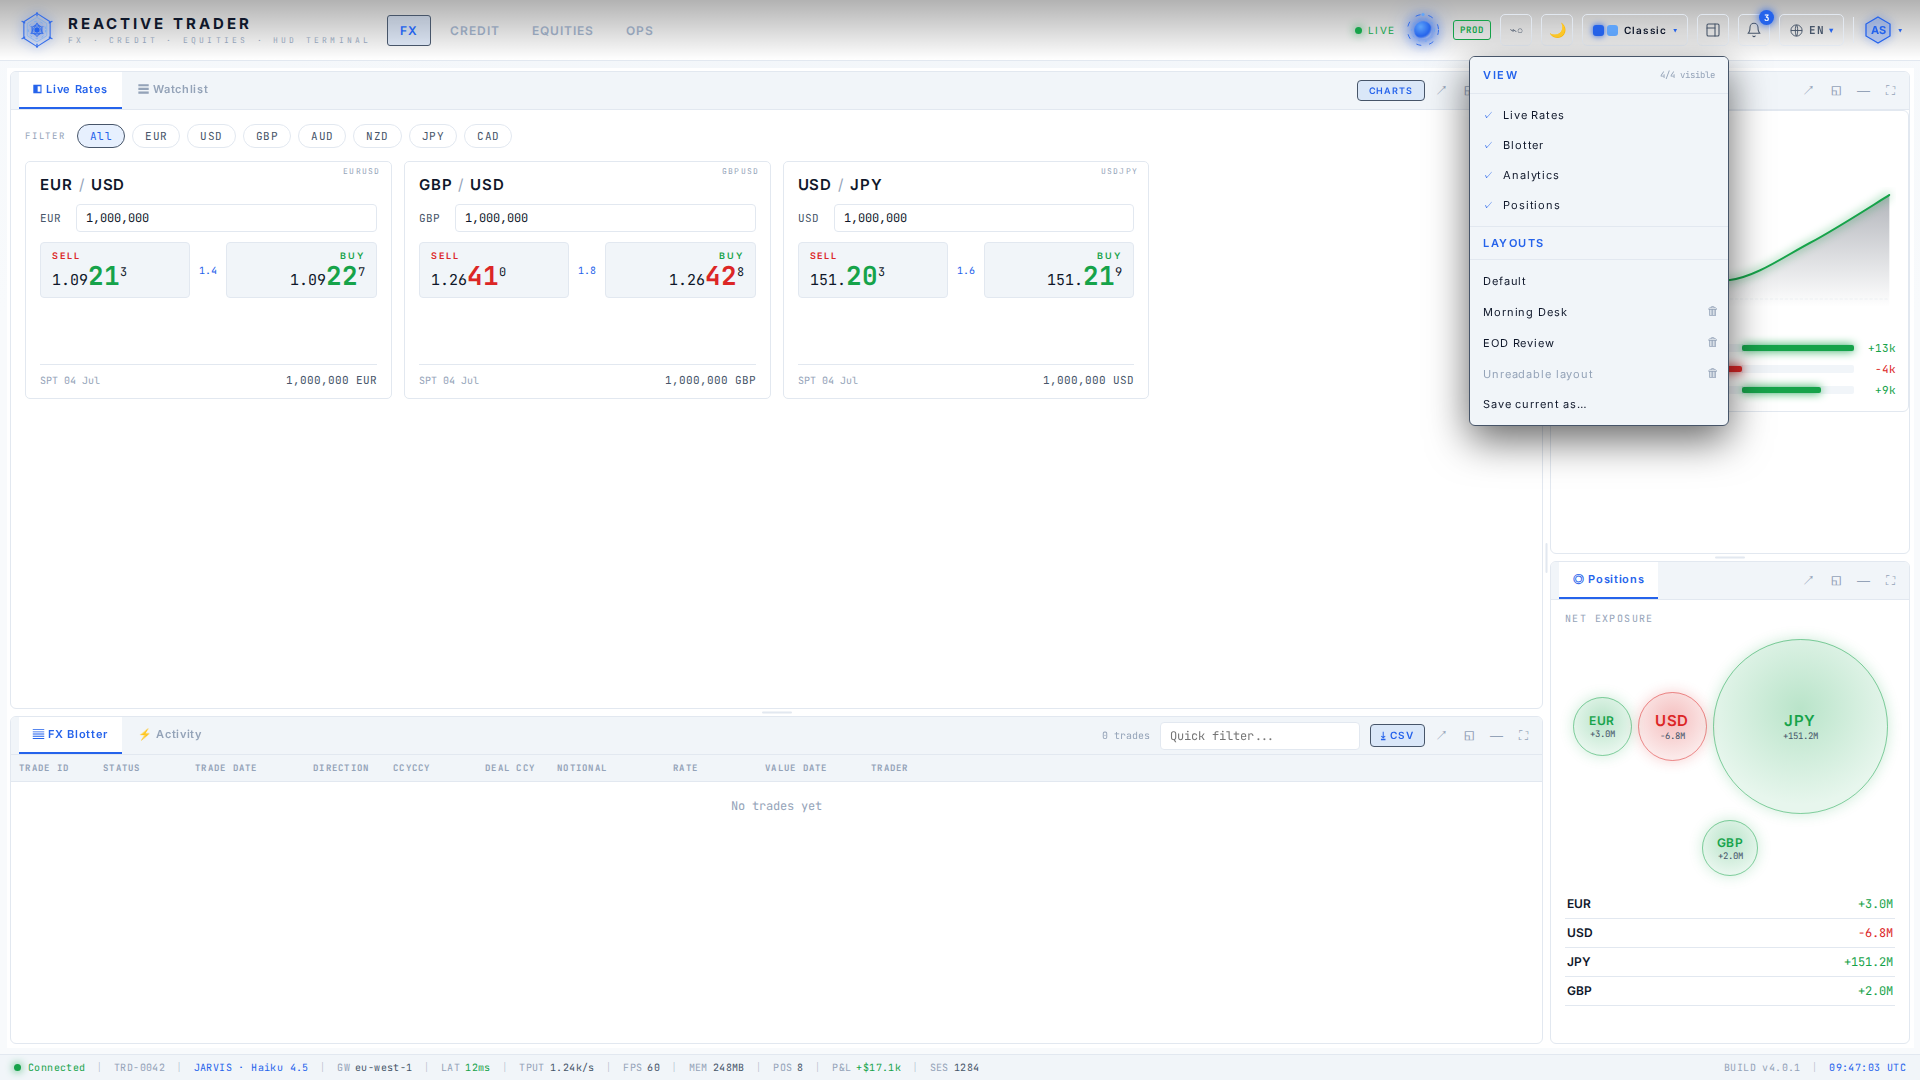 REACTIVE TRADER
FX · CREDIT · EQUITIES · HUD TERMINAL
FX CREDIT EQUITIES OPS
LIVE PROD Classic 3 EN AS
Live Rates Watchlist CHARTS
VIEW 4/4 visible
✓ Live Rates
✓ Blotter
✓ Analytics
✓ Positions
LAYOUTS
Default
Morning Desk
EOD Review
Unreadable layout
Save current as...
FILTER All EUR USD GBP AUD NZD JPY CAD
EURUSD
EUR / USD
EUR 1,000,000
SELL 1.09213
1.4
BUY 1.09227
SPT 04 Jul 1,000,000 EUR
GBPUSD
GBP / USD
GBP 1,000,000
SELL 1.26410
1.8
BUY 1.26428
SPT 04 Jul 1,000,000 GBP
USDJPY
USD / JPY
USD 1,000,000
SELL 151.203
1.6
BUY 151.219
SPT 04 Jul 1,000,000 USD
+13k
-4k
+9k
FX Blotter Activity 0 trades Quick filter... CSV
TRADE ID STATUS TRADE DATE DIRECTION CCYCCY DEAL CCY NOTIONAL RATE VALUE DATE TRADER
No trades yet
Positions
NET EXPOSURE
EUR +3.0M
USD -6.8M
JPY +151.2M
GBP +2.0M
EUR +3.0M
USD -6.8M
JPY +151.2M
GBP +2.0M
Connected TRD-0042 JARVIS · Haiku 4.5 GW eu-west-1 LAT 12ms TPUT 1.24k/s FPS 60 MEM 248MB POS 8 P&L +$17.1k SES 1284 BUILD v4.0.1 09:47:03 UTC